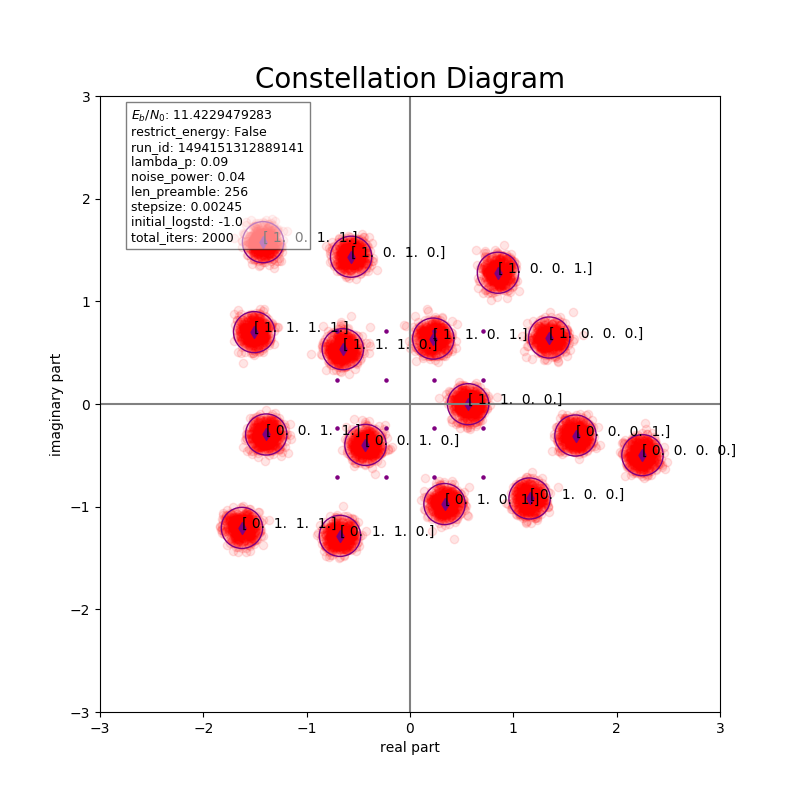 Constellation Diagram
E_b/N_0: 11.4229479283
restrict_energy: False
run_id: 1494151312889141
lambda_p: 0.09
noise_power: 0.04
len_preamble: 256
stepsize: 0.00245
initial_logstd: -1.0
total_iters: 2000
[ 1. 0. 1. 1.]
[ 1. 0. 1. 0.]
[ 1. 0. 0. 1.]
[ 1. 1. 1. 1.]
[ 1. 1. 1. 0.]
[ 1. 1. 0. 1.]
[ 1. 0. 0. 0.]
[ 1. 1. 0. 0.]
[ 0. 0. 1. 1.]
[ 0. 0. 1. 0.]
[ 0. 0. 0. 1.]
[ 0. 0. 0. 0.]
[ 0. 1. 0. 1.]
[ 0. 1. 0. 0.]
[ 0. 1. 1. 1.]
[ 0. 1. 1. 0.]
3
2
1
0
−1
−2
−3
imaginary part
−3 −2 −1 0 1 2 3
real part